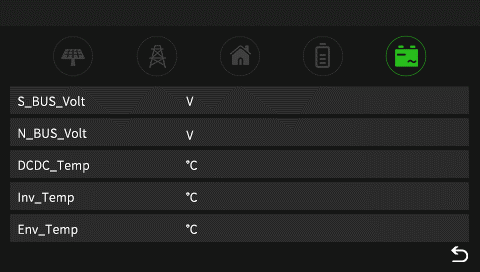 S_BUS_Volt V
N_BUS_Volt V
DCDC_Temp °C
Inv_Temp °C
Env_Temp °C